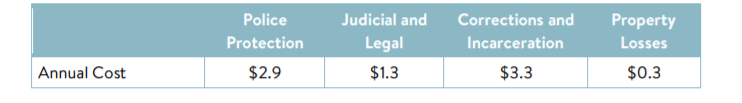 Police Protection Judicial and Legal Corrections and Incarceration Property Losses
Annual Cost $2.9 $1.3 $3.3 $0.3